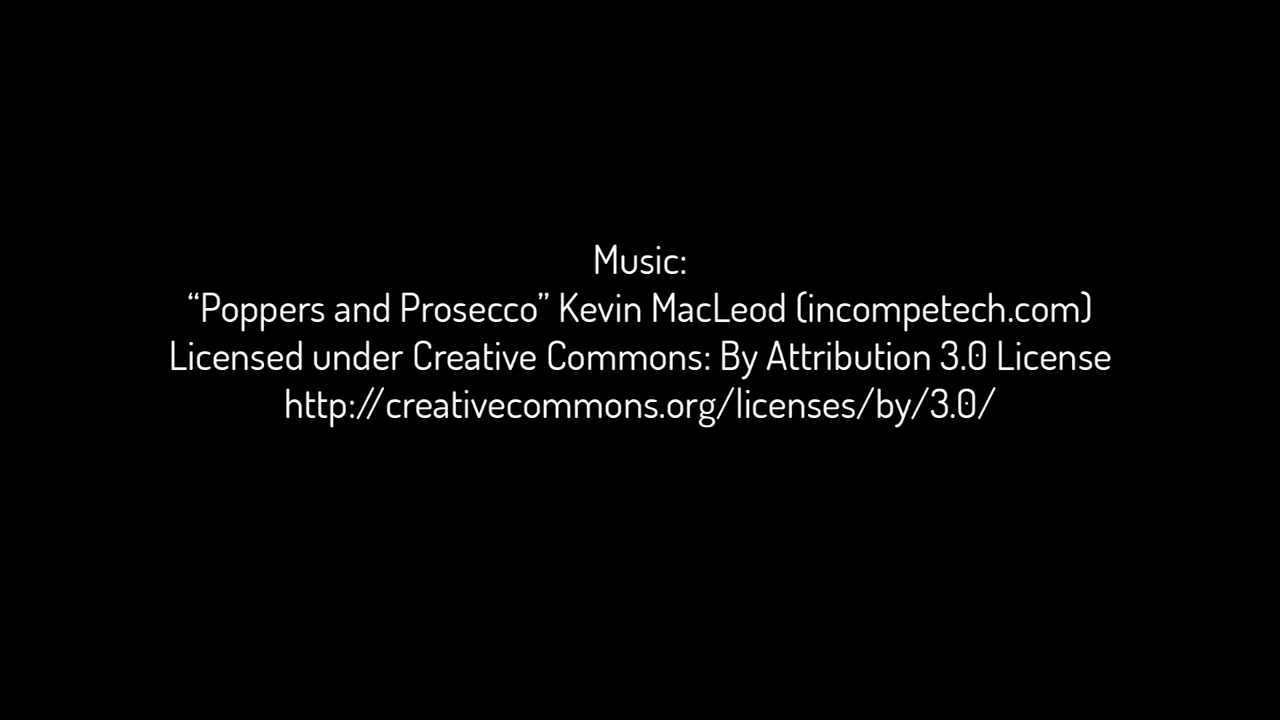 Music:
“Poppers and Prosecco” Kevin MacLeod (incompetech.com)
Licensed under Creative Commons: By Attribution 3.0 License
http://creativecommons.org/licenses/by/3.0/